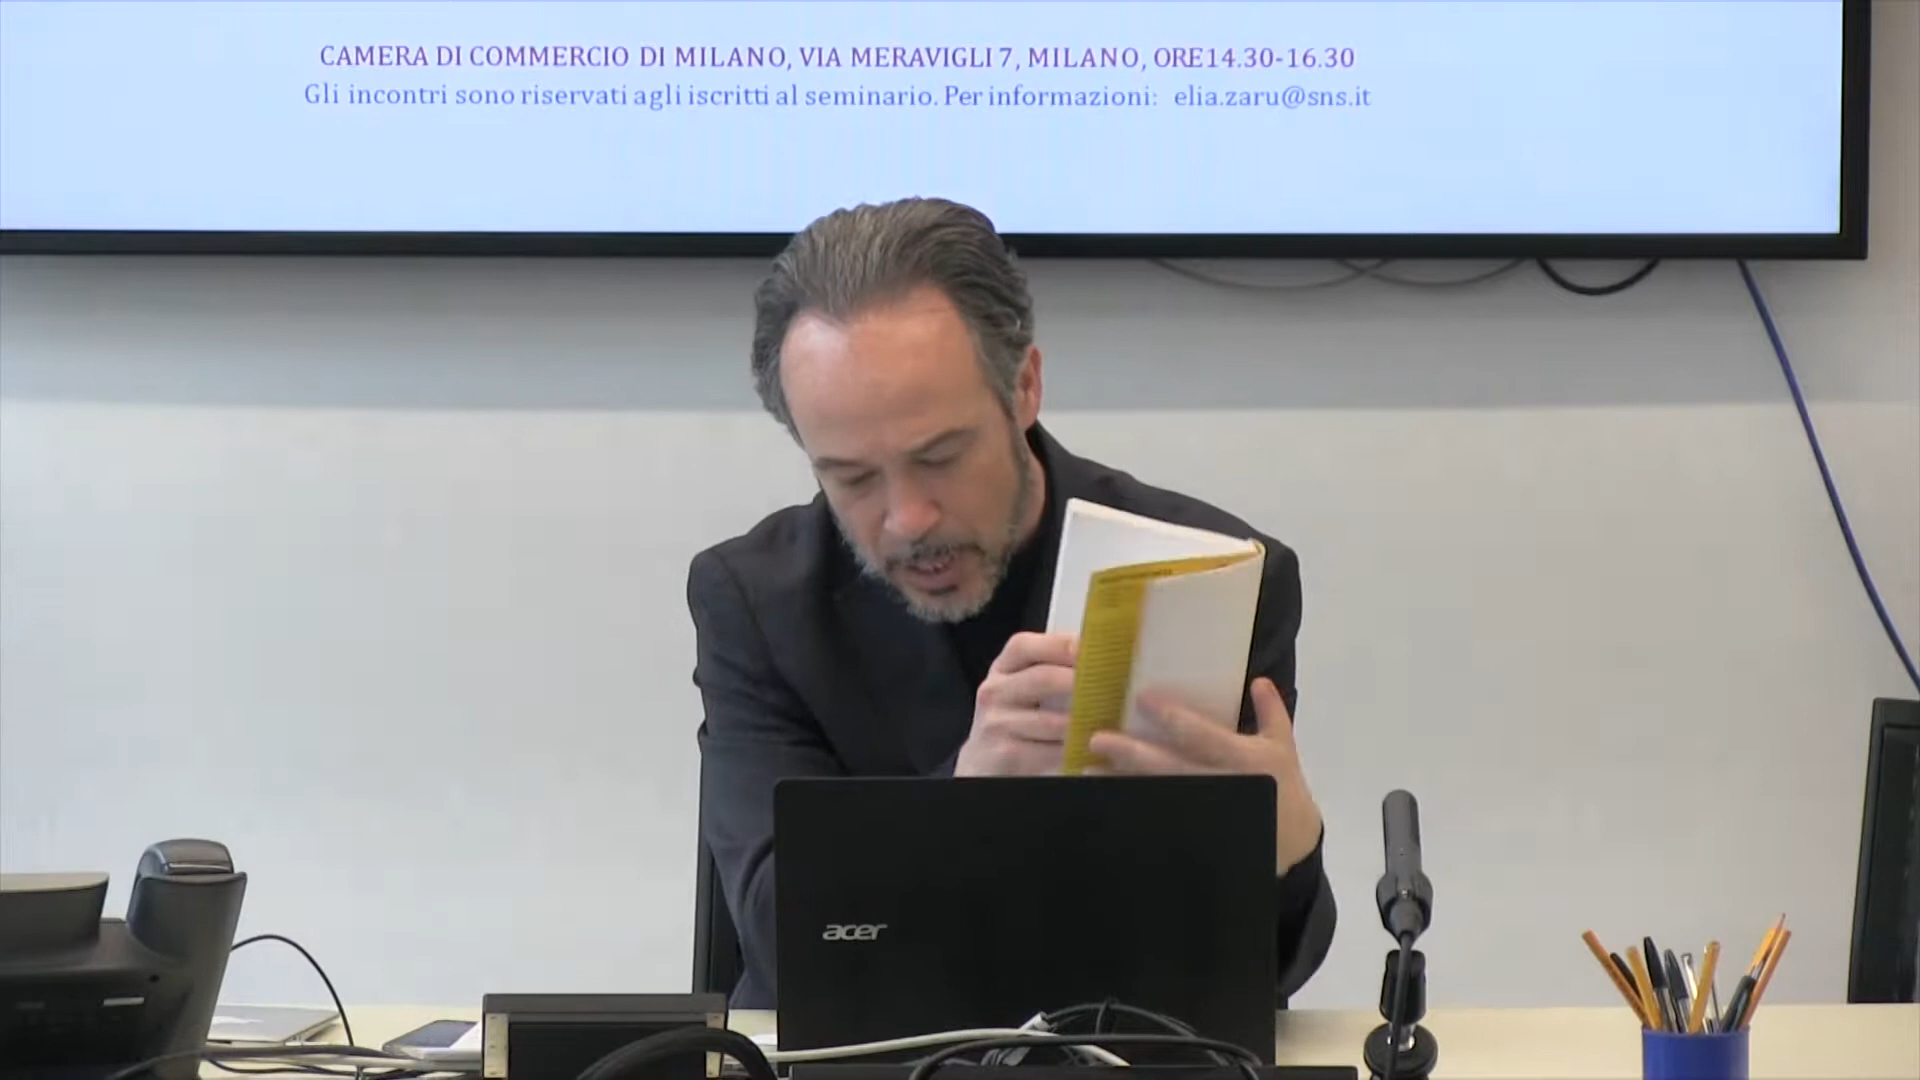 CAMERA DI COMMERCIO DI MILANO, VIA MERAVIGLI 7, MILANO, ORE14.30-16.30
Gli incontri sono riservati agli iscritti al seminario. Per informazioni: elia.zaru@sns.it
acer